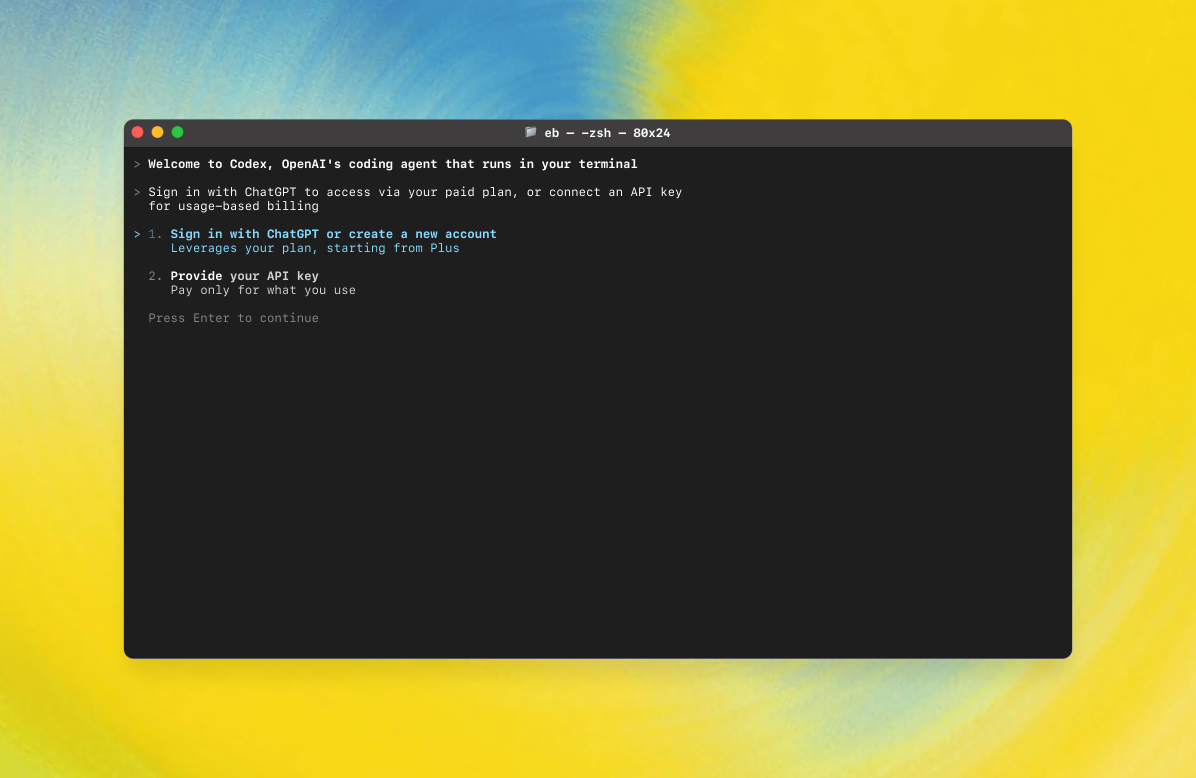 eb — -zsh — 80x24
> Welcome to Codex, OpenAI's coding agent that runs in your terminal
> Sign in with ChatGPT to access via your paid plan, or connect an API key
for usage-based billing
> 1. Sign in with ChatGPT or create a new account
Leverages your plan, starting from Plus
2. Provide your API key
Pay only for what you use
Press Enter to continue